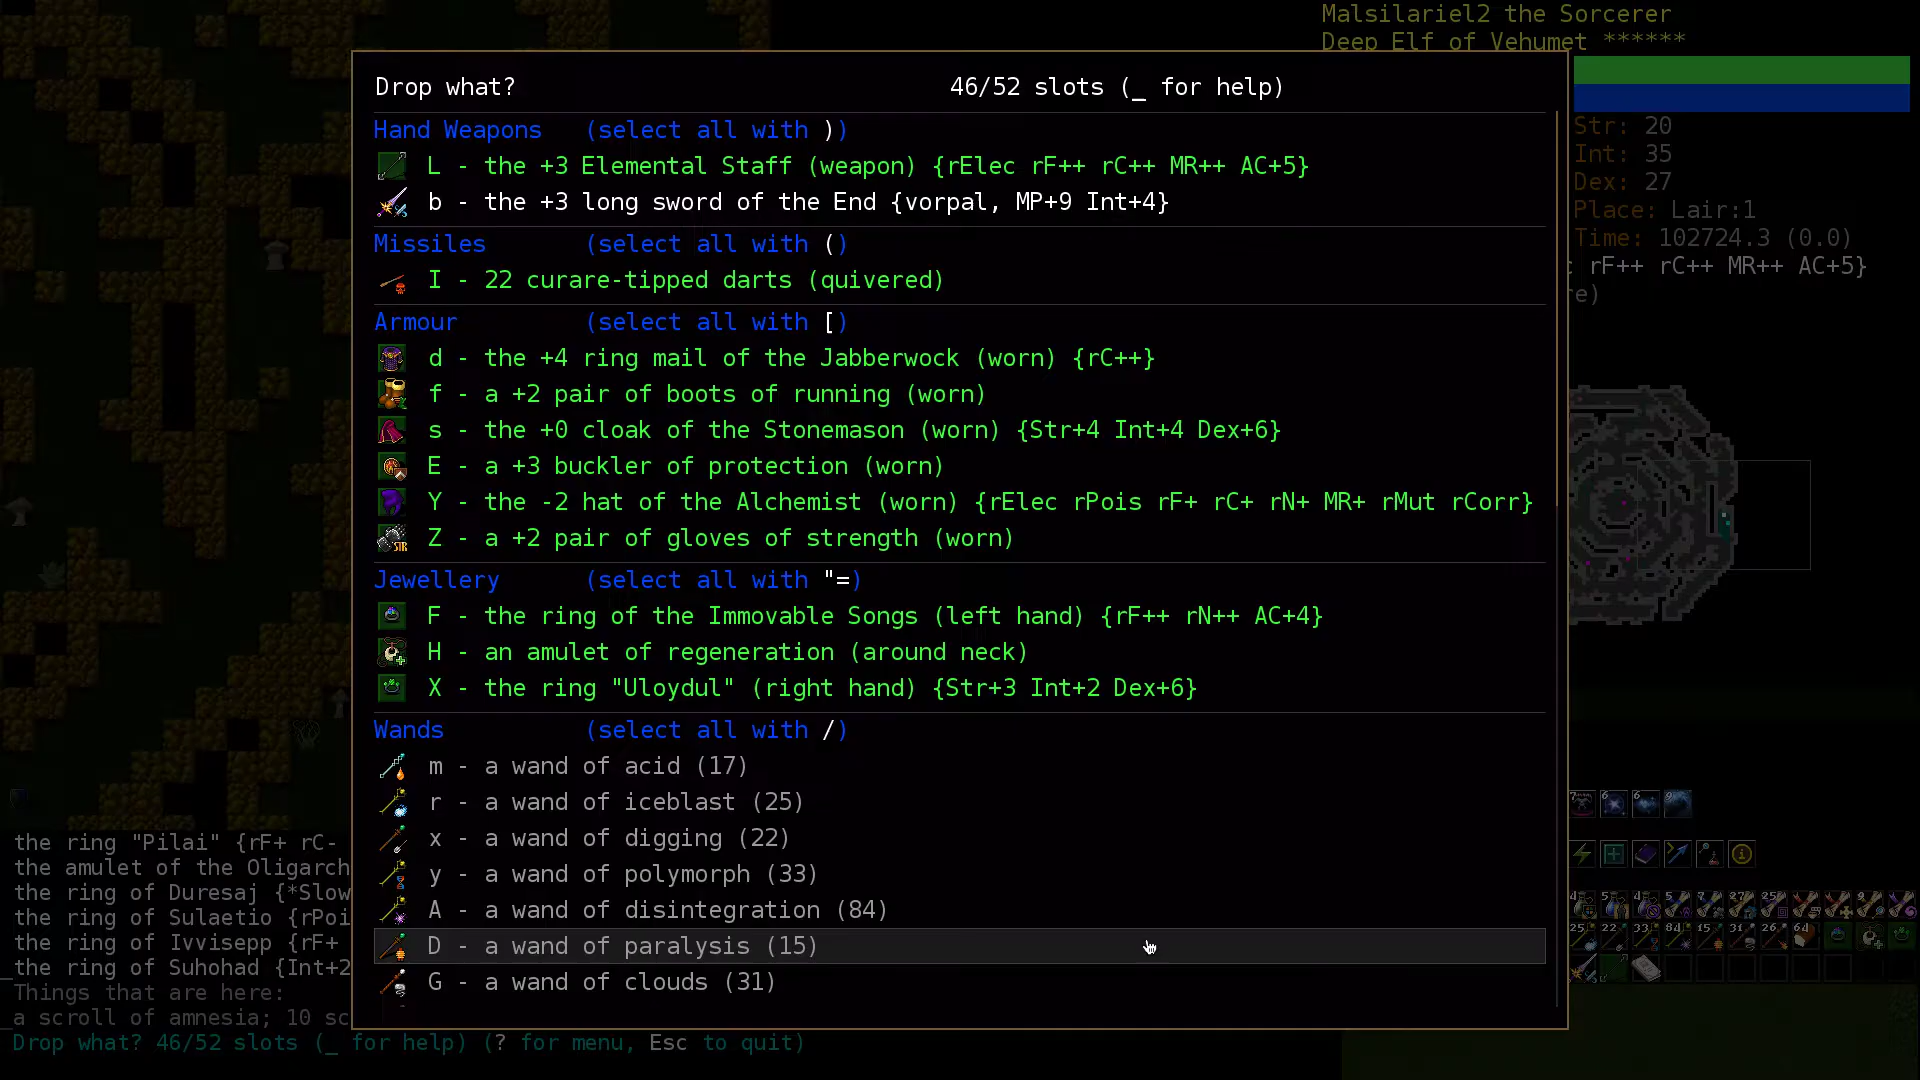 Malsilariel2 the Sorcerer
Deep Elf of Vehumet ******
Drop what? 46/52 slots (_ for help)
Hand Weapons (select all with ))
L - the +3 Elemental Staff (weapon) {rElec rF++ rC++ MR++ AC+5}
b - the +3 long sword of the End {vorpal, MP+9 Int+4}
Missiles (select all with ()
I - 22 curare-tipped darts (quivered)
Armour (select all with [)
d - the +4 ring mail of the Jabberwock (worn) {rC++}
f - a +2 pair of boots of running (worn)
s - the +0 cloak of the Stonemason (worn) {Str+4 Int+4 Dex+6}
E - a +3 buckler of protection (worn)
Y - the -2 hat of the Alchemist (worn) {rElec rPois rF+ rC+ rN+ MR+ rMut rCorr}
Z - a +2 pair of gloves of strength (worn)
Jewellery (select all with "=)
F - the ring of the Immovable Songs (left hand) {rF++ rN++ AC+4}
H - an amulet of regeneration (around neck)
X - the ring "Uloydul" (right hand) {Str+3 Int+2 Dex+6}
Wands (select all with /)
m - a wand of acid (17)
r - a wand of iceblast (25)
x - a wand of digging (22)
y - a wand of polymorph (33)
A - a wand of disintegration (84)
D - a wand of paralysis (15)
G - a wand of clouds (31)
Str: 20
Int: 35
Dex: 27
Place: Lair:1
Time: 102724.3 (0.0)
rF++ rC++ MR++ AC+5}
re)
the ring "Pilai" {rF+ rC-
the amulet of the Oligarch
the ring of Duresaj {*Slow
the ring of Sulaetio {rPoi
the ring of Ivvisepp {rF+
_the ring of Suhohad {Int+2
Things that are here:
_a scroll of amnesia; 10 sc
Drop what? 46/52 slots (_ for help) (? for menu, Esc to quit)